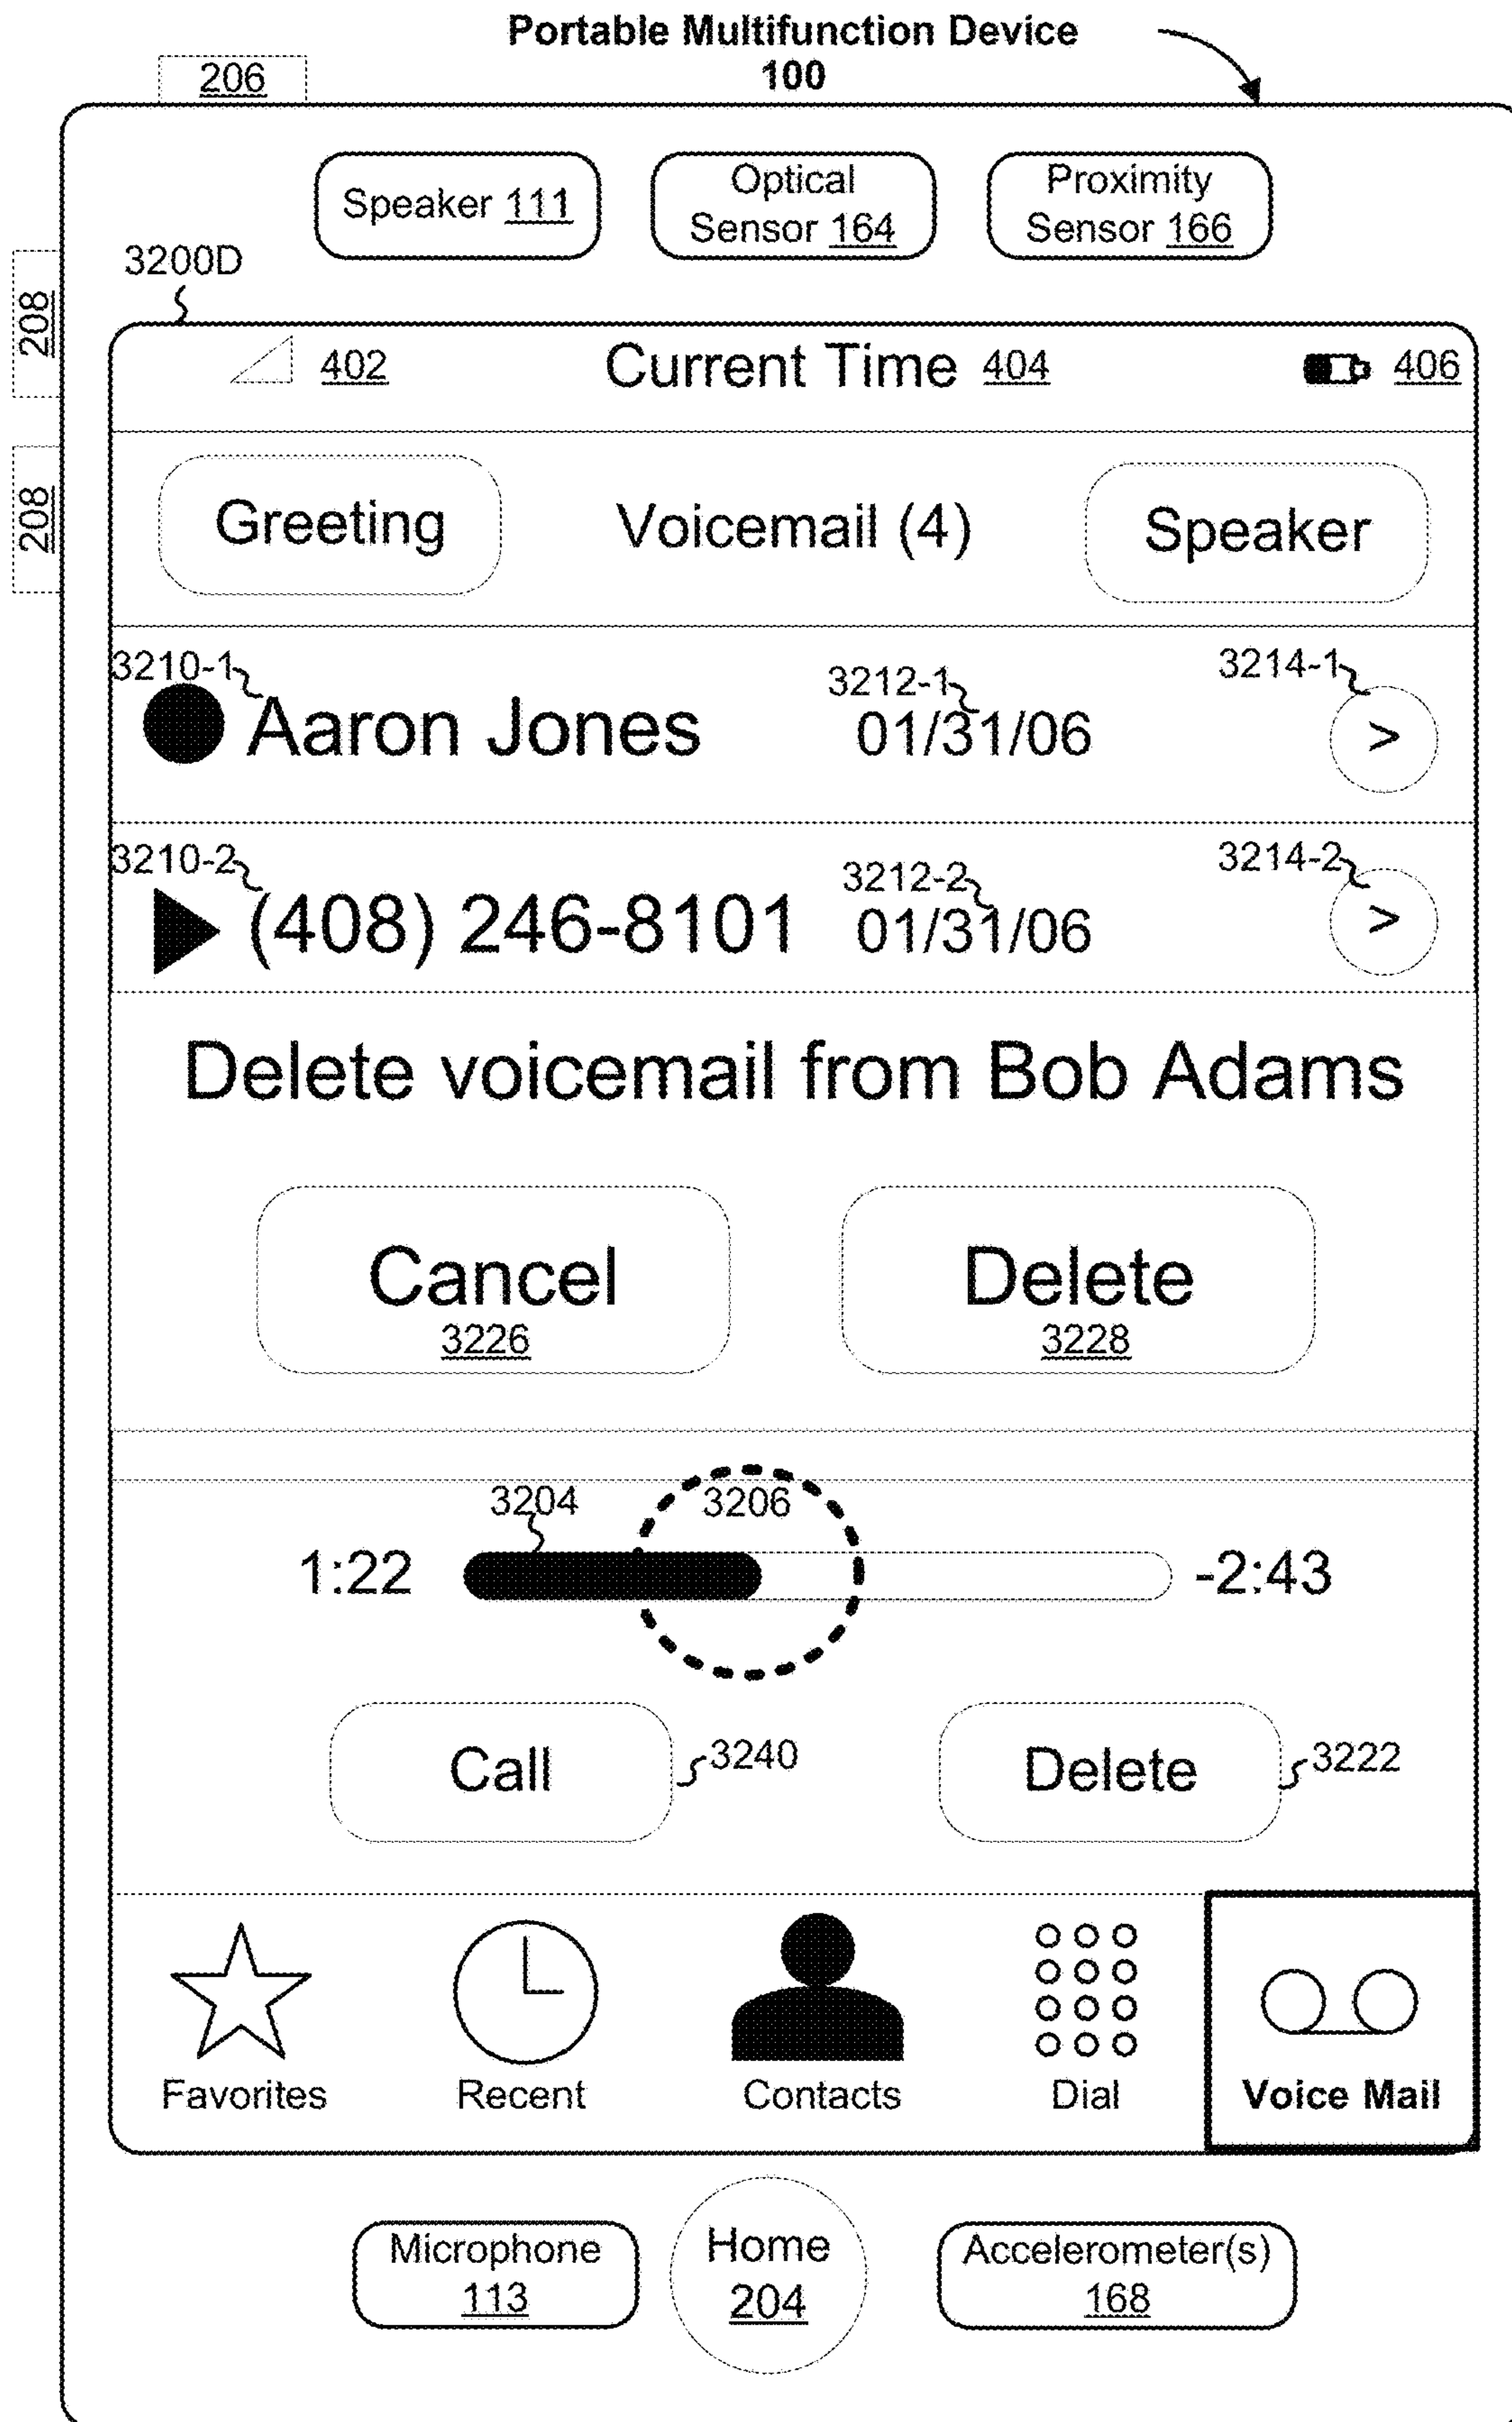 Portable Multifunction Device
100
206
Speaker 111
Optical
Sensor 164
Proximity
Sensor 166
3200D
208
402
Current Time 404
406
208
Greeting
Voicemail (4)
Speaker
3210-1
3212-1
3214-1
Aaron Jones
01/31/06
>
3210-2
3212-2
3214-2
(408) 246-8101
01/31/06
>
Delete voicemail from Bob Adams
Cancel
3226
Delete
3228
3204
3206
1:22
-2:43
Call
3240
Delete
3222
Favorites
Recent
Contacts
Dial
Voice Mail
Microphone
113
Home
204
Accelerometer(s)
168